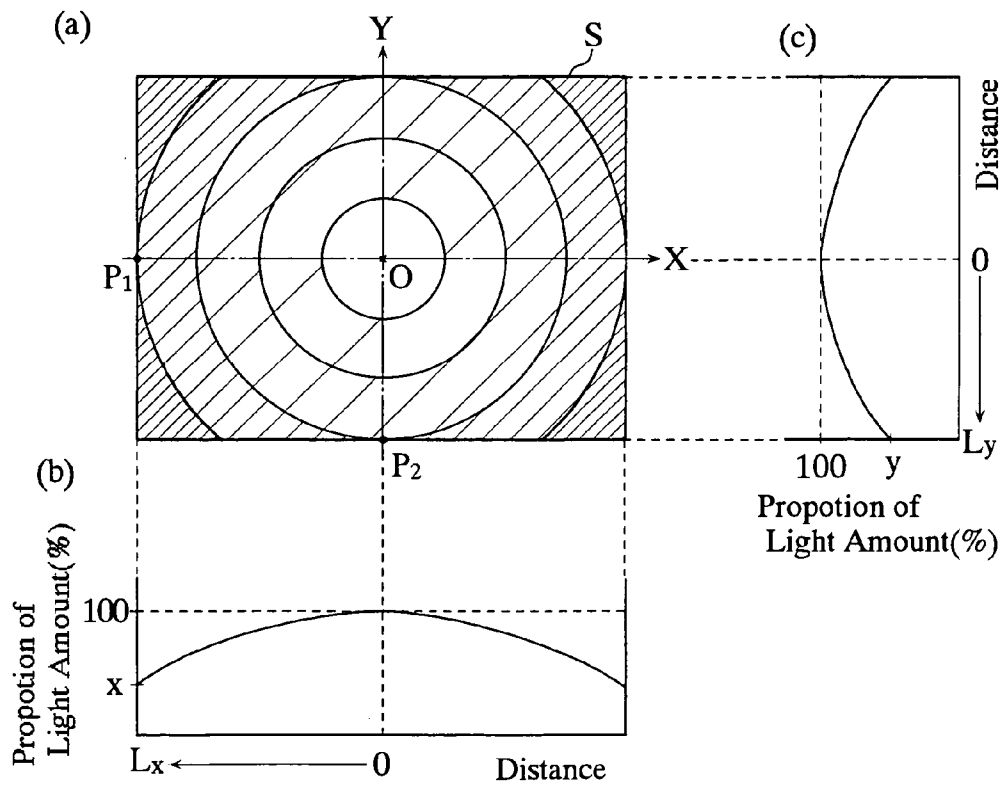 (a)
Y
S
(c)
Distance
P1
O
X
0
P2
Ly
100 y
Propotion of
Light Amount(%)
(b)
Propotion of
Light Amount(%)
100
x
Lx
0
Distance